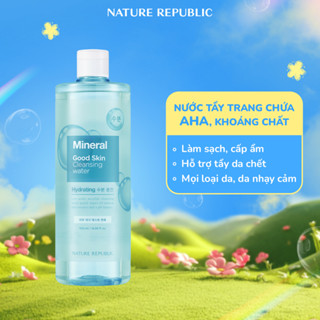 NATURE REPUBLIC
Mineral
Good Skin
Cleansing
water
Hydrating
NATURE REPUBLIC
NƯỚC TẨY TRANG CHỨA
AHA, KHOÁNG CHẤT
Làm sạch, cấp ẩm
Hỗ trợ tẩy da chết
Mọi loại da, da nhạy cảm